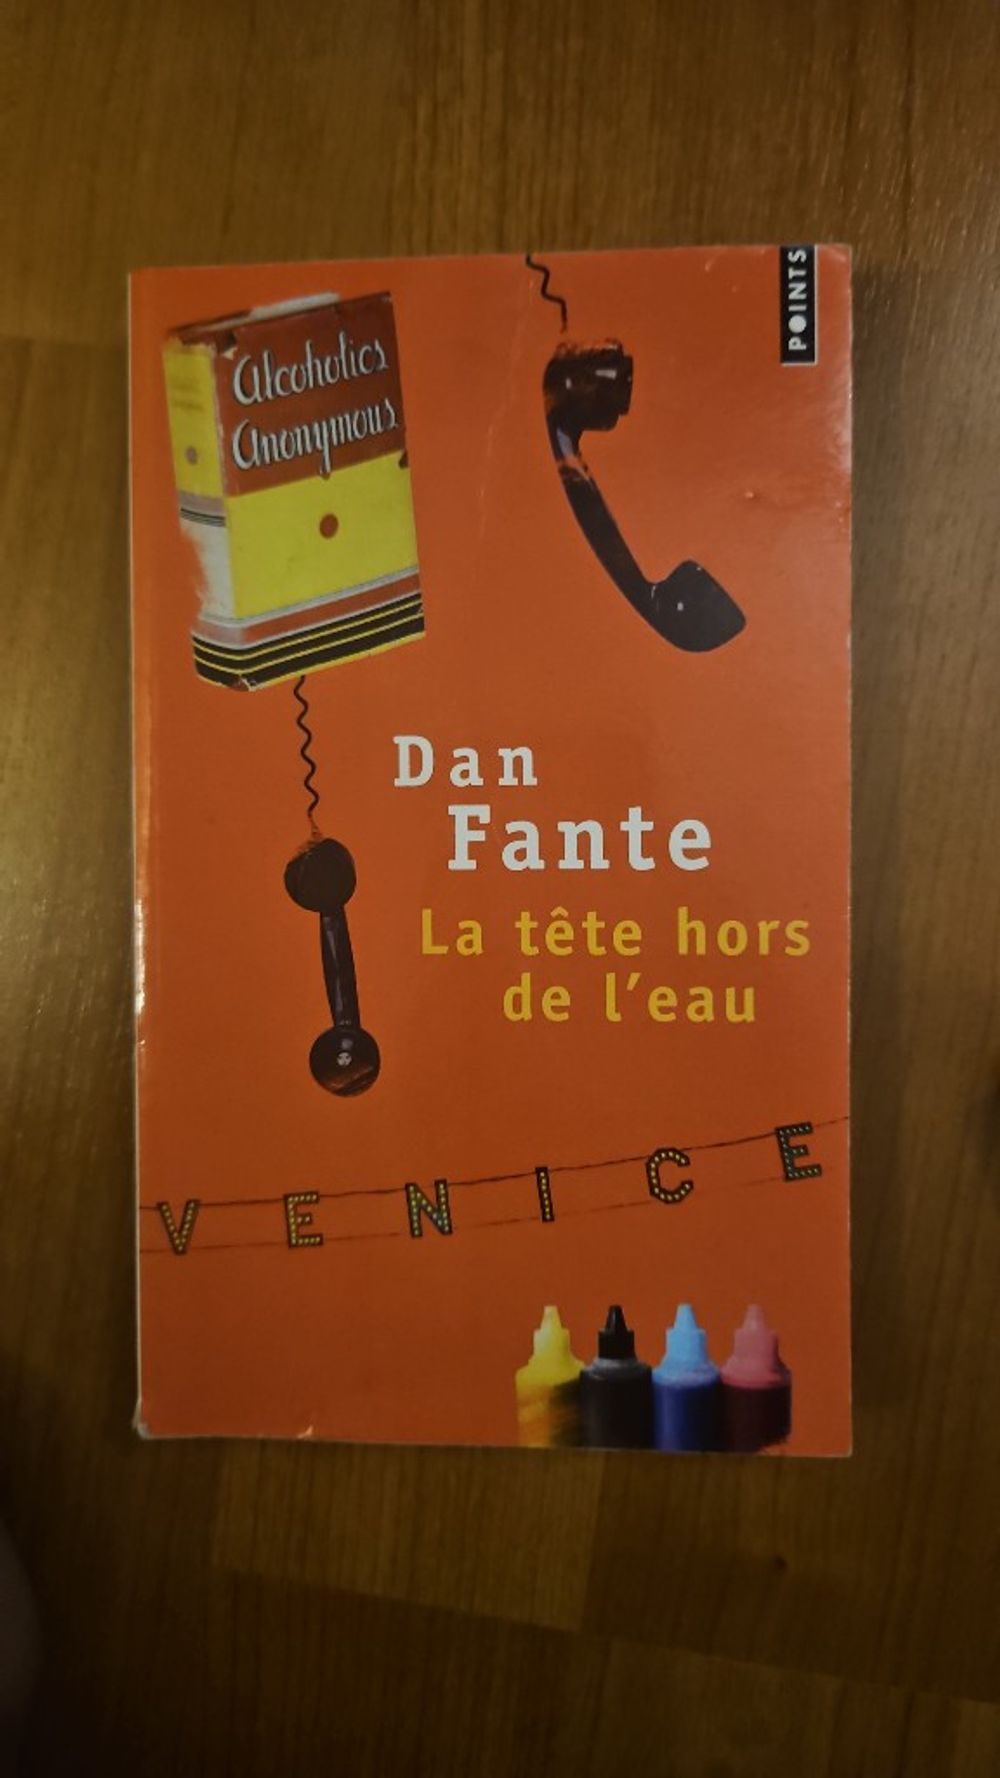 POINTS
Alcoholics
Anonymous
Dan
Fante
La tête hors
de l'eau
VENICE